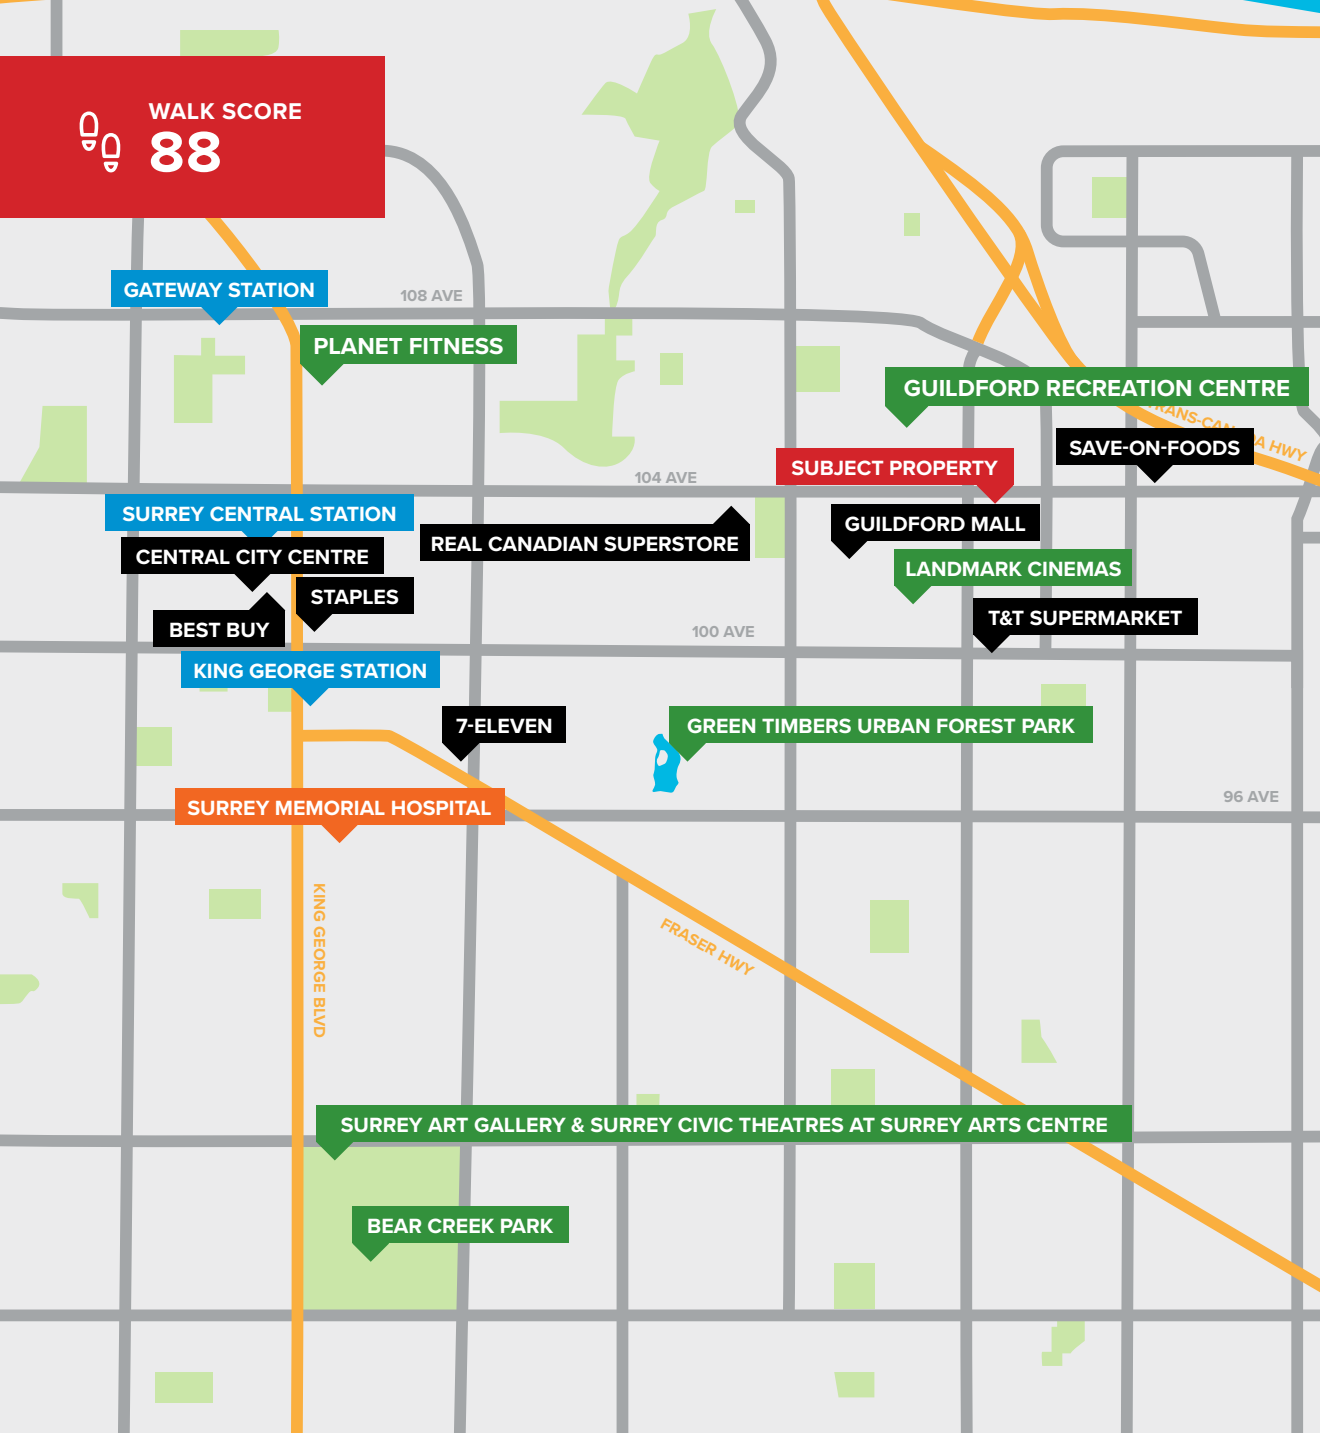 WALK SCORE
88
GATEWAY STATION
108 AVE
PLANET FITNESS
GUILDFORD RECREATION CENTRE
HWY
SAVE-ON-FOODS
SUBJECT PROPERTY
104 AVE
SURREY CENTRAL STATION
GUILDFORD MALL
REAL CANADIAN SUPERSTORE
CENTRAL CITY CENTRE
LANDMARK CINEMAS
STAPLES
T&T SUPERMARKET
BEST BUY
100 AVE
KING GEORGE STATION
7-ELEVEN
GREEN TIMBERS URBAN FOREST PARK
96 AVE
SURREY MEMORIAL HOSPITAL
KING GEORGE BLVD
FRASER HWY
SURREY ART GALLERY & SURREY CIVIC THEATRES AT SURREY ARTS CENTRE
BEAR CREEK PARK